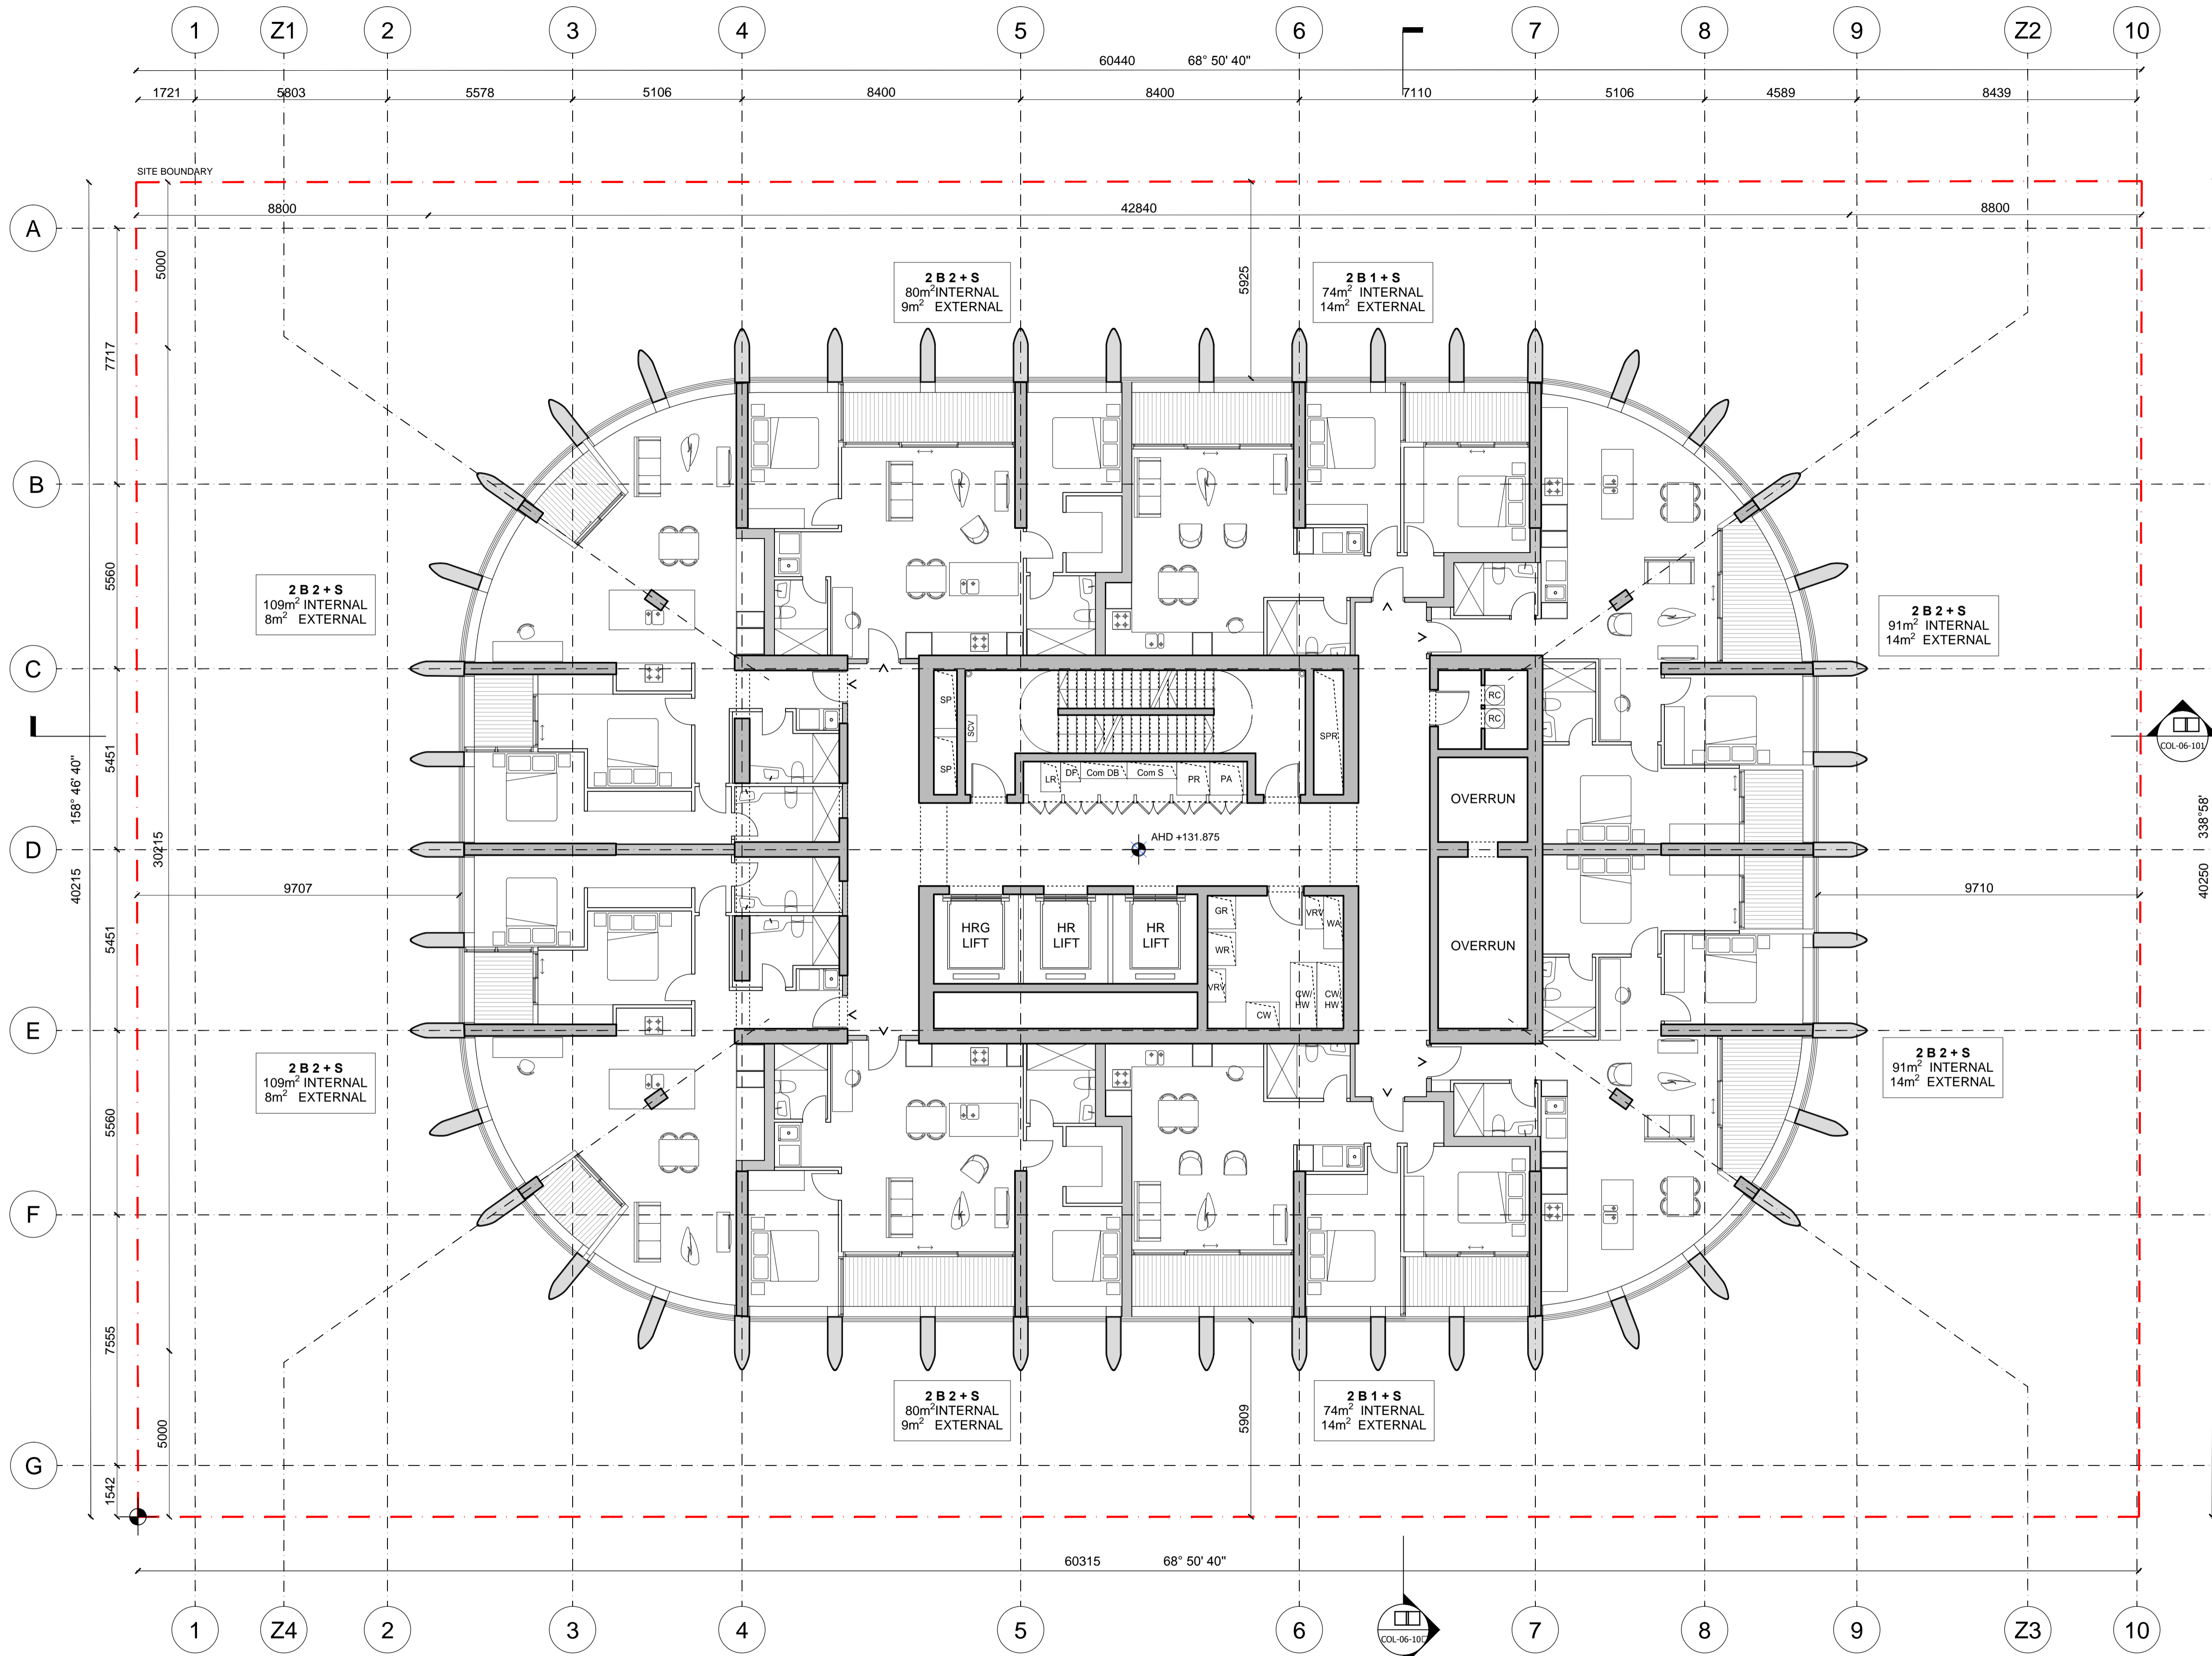 1 Z1 2 3 4 5 6 7 8 9 Z2 10
60440 68° 50' 40"
1721 5803 5578 5106 8400 8400 7110 5106 4589 8439
SITE BOUNDARY
8800 42840 8800
A
5000
5925
2 B 2 + S
80m² INTERNAL
9m² EXTERNAL
2 B 1 + S
74m² INTERNAL
14m² EXTERNAL
7717
B
5560
2 B 2 + S
109m² INTERNAL
8m² EXTERNAL
2 B 2 + S
91m² INTERNAL
14m² EXTERNAL
C
SP
SCV
SP
SPR
RC
RC
COL-06-101
5451
158° 46' 40"
LR DP Com DB Com S PR PA
OVERRUN
338°58'
AHD +131.875
D
30215
40215
40250
9707
9710
5451
HRG
LIFT
HR
LIFT
HR
LIFT
GR
VRV
WA
WR
VRV
CW/
HW
CW/
HW
CW
OVERRUN
E
2 B 2 + S
109m² INTERNAL
8m² EXTERNAL
2 B 2 + S
91m² INTERNAL
14m² EXTERNAL
5560
F
7555
2 B 2 + S
80m² INTERNAL
9m² EXTERNAL
2 B 1 + S
74m² INTERNAL
14m² EXTERNAL
5909
5000
G
1542
60315 68° 50' 40"
1 Z4 2 3 4 5 6 7 8 9 Z3 10
COL-06-10